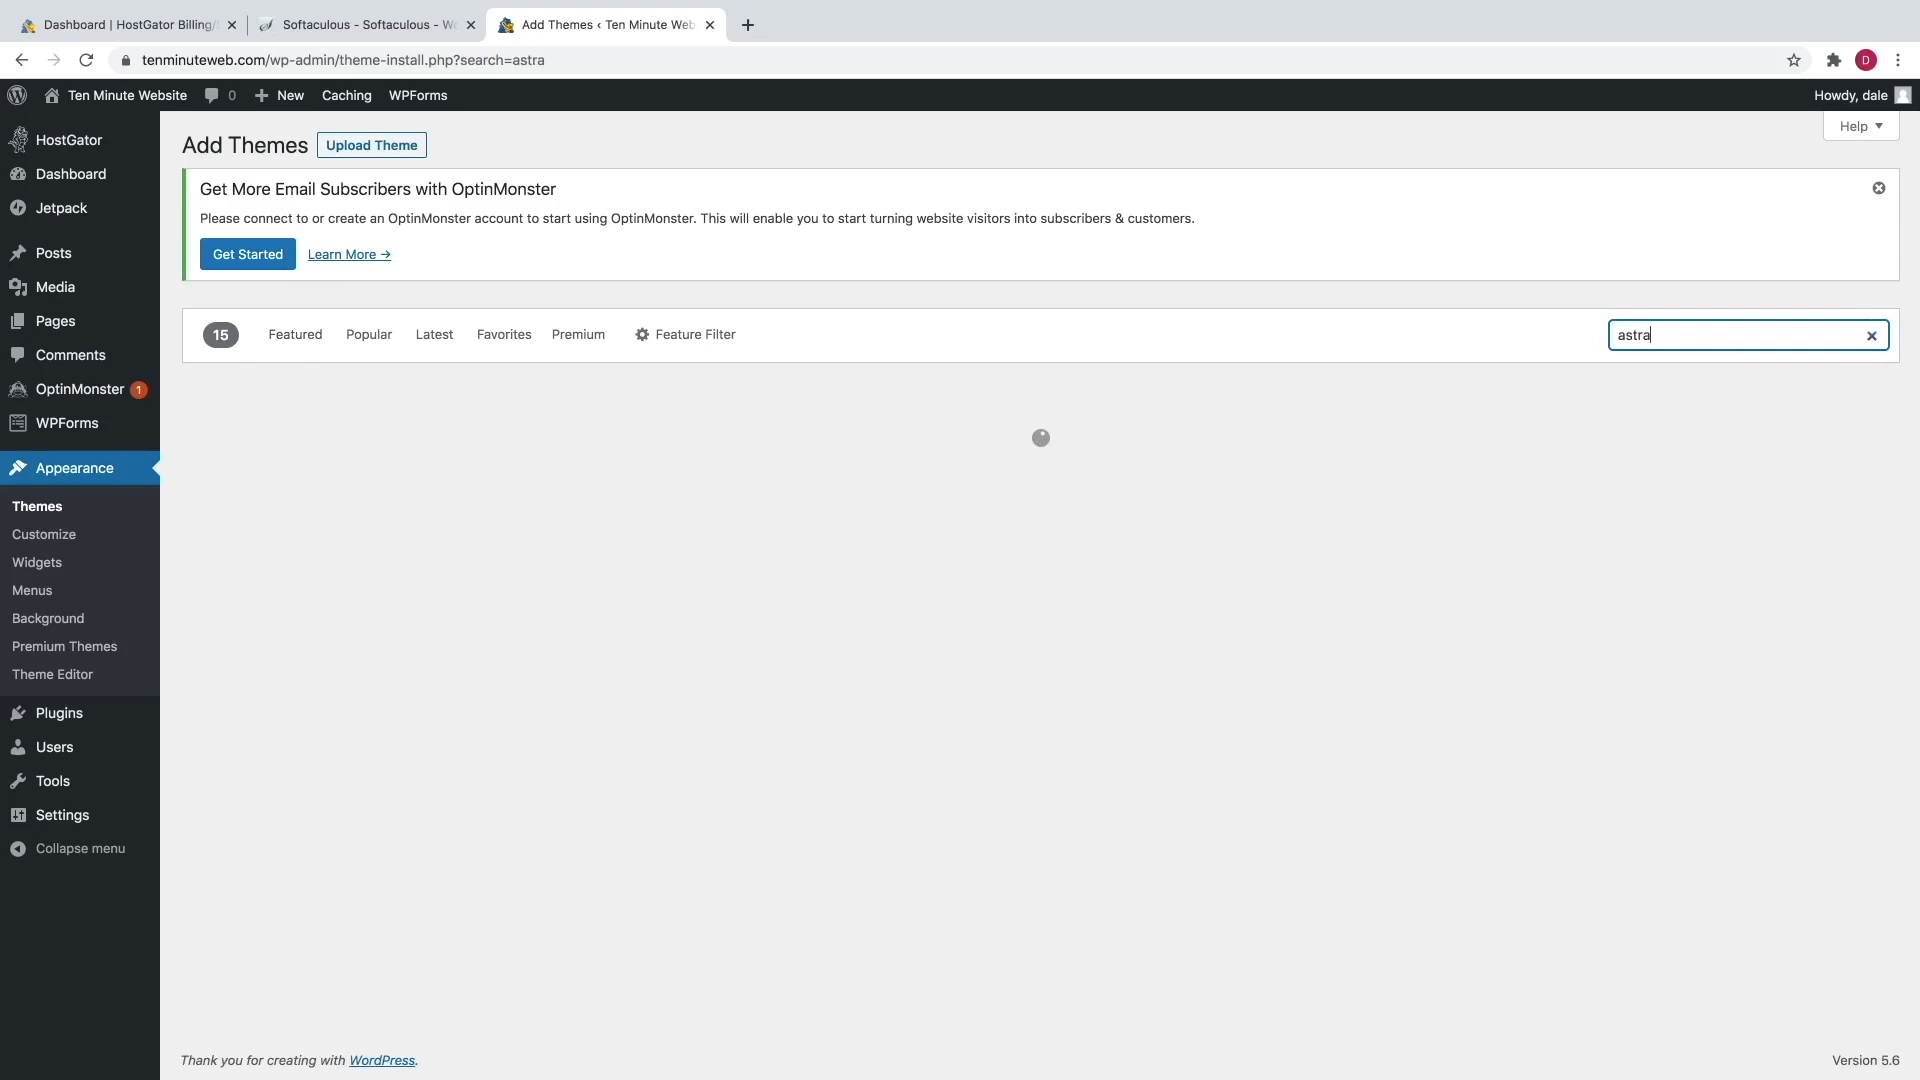 Dashboard | HostGator Billing/
Softaculous - Softaculous - Wo
Add Themes ‹ Ten Minute Web
tenminuteweb.com/wp-admin/theme-install.php?search=astra
D
Ten Minute Website
0
New
Caching
WPForms
Howdy, dale
HostGator
Dashboard
Jetpack
Posts
Media
Pages
Comments
OptinMonster 1
WPForms
Appearance
Themes
Customize
Widgets
Menus
Background
Premium Themes
Theme Editor
Plugins
Users
Tools
Settings
Collapse menu
Help
Add Themes
Upload Theme
Get More Email Subscribers with OptinMonster
Please connect to or create an OptinMonster account to start using OptinMonster. This will enable you to start turning website visitors into subscribers & customers.
Get Started
Learn More →
15
Featured
Popular
Latest
Favorites
Premium
Feature Filter
astra
Thank you for creating with WordPress.
Version 5.6